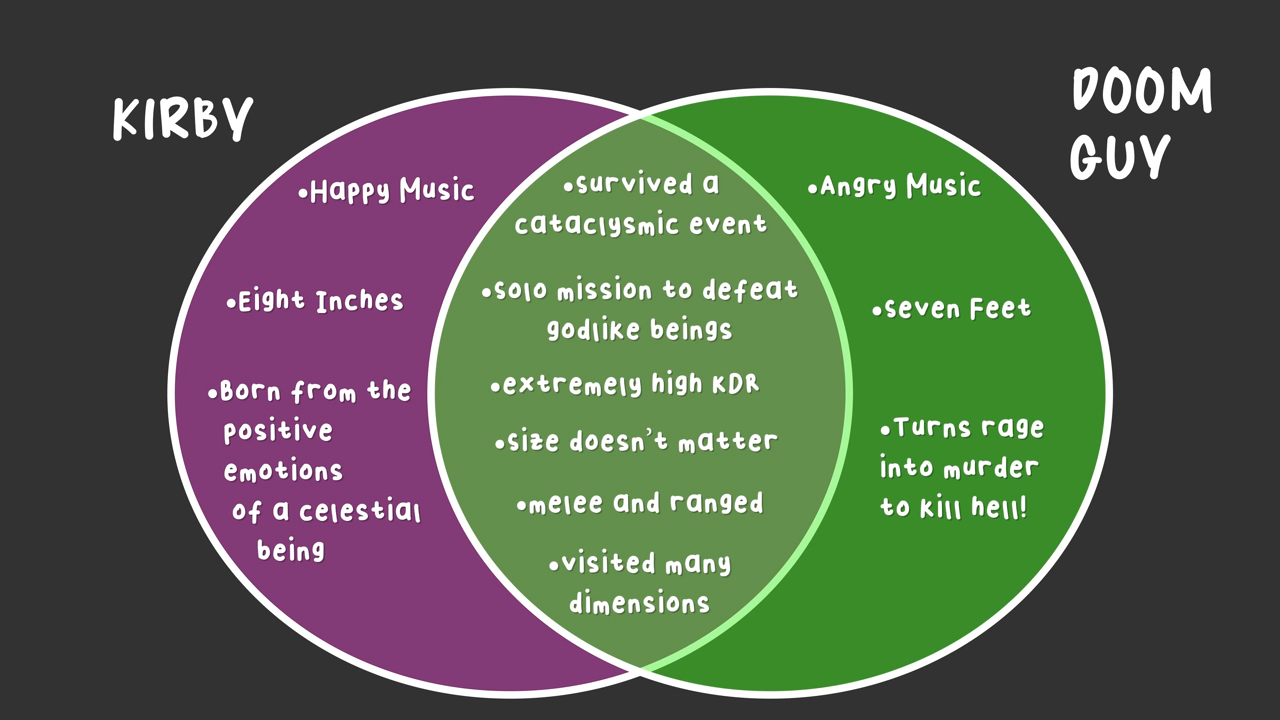 KIRBY
DOOM
GUY
•Happy Music
•Eight Inches
•Born from the
positive
emotions
of a celestial
being
•survived a
cataclysmic event
•solo mission to defeat
godlike beings
•extremely high KDR
•size doesn't matter
•melee and ranged
•visited many
dimensions
•Angry Music
•seven Feet
•Turns rage
into murder
to kill hell!